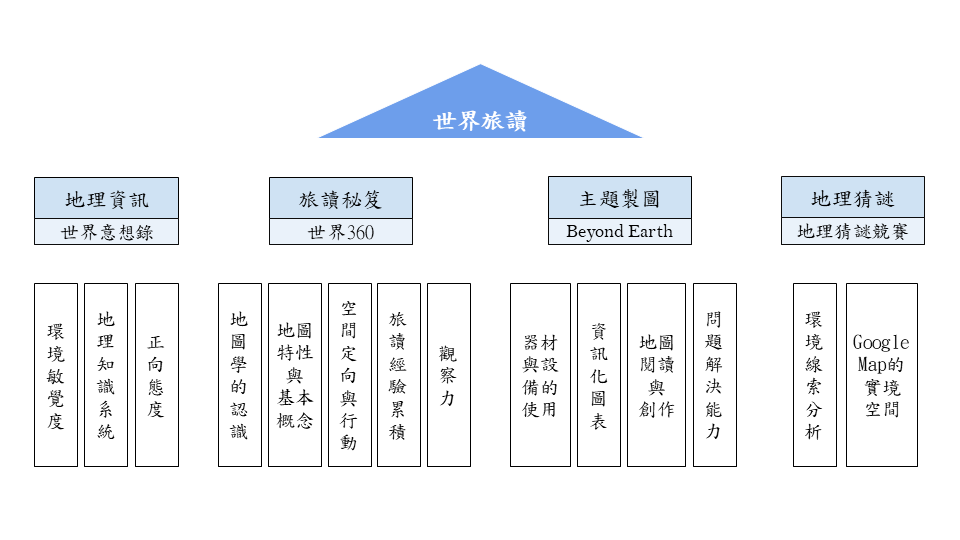 世界旅讀
地理資訊
世界意想錄
旅讀秘笈
世界360
主題製圖
Beyond Earth
地理猜謎
地理猜謎競賽
環境敏覺度
地理知識系統
正向態度
地圖學的認識
地圖
特性
與
基本
概念
空間定向與行動
旅讀經驗累積
觀察力
器材
與設
備的
使用
資訊化圖表
地圖
閱讀
與
創作
問題解決能力
環境線索分析
Google
Map的
實境
空間